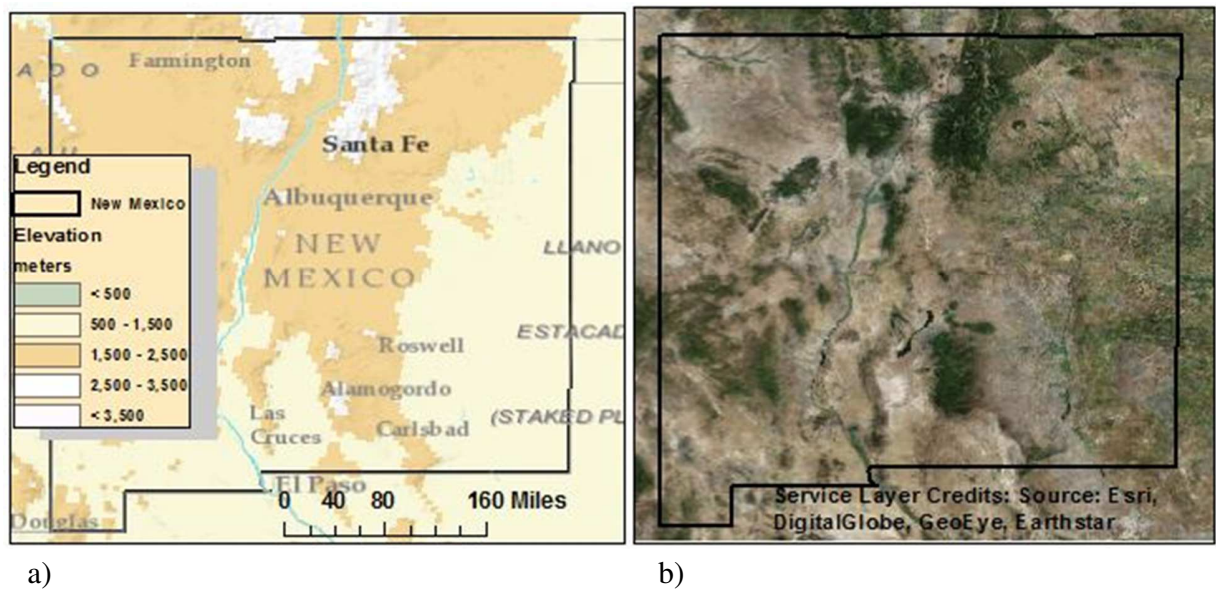 Farmington
A D O
Santa Fe
Legend
New Mexico
Elevation
meters
< 500
500 - 1,500
1,500 - 2,500
2,500 - 3,500
< 3,500
Albuquerque
NEW
MEXICO
LLANO
ESTACAD
Roswell
Alamogordo
(STAKED PL
Las
Cruces
Carlsbad
El Paso
Douglas
0 40 80 160 Miles
Service Layer Credits: Source: Esri,
DigitalGlobe, GeoEye, Earthstar
a)
b)